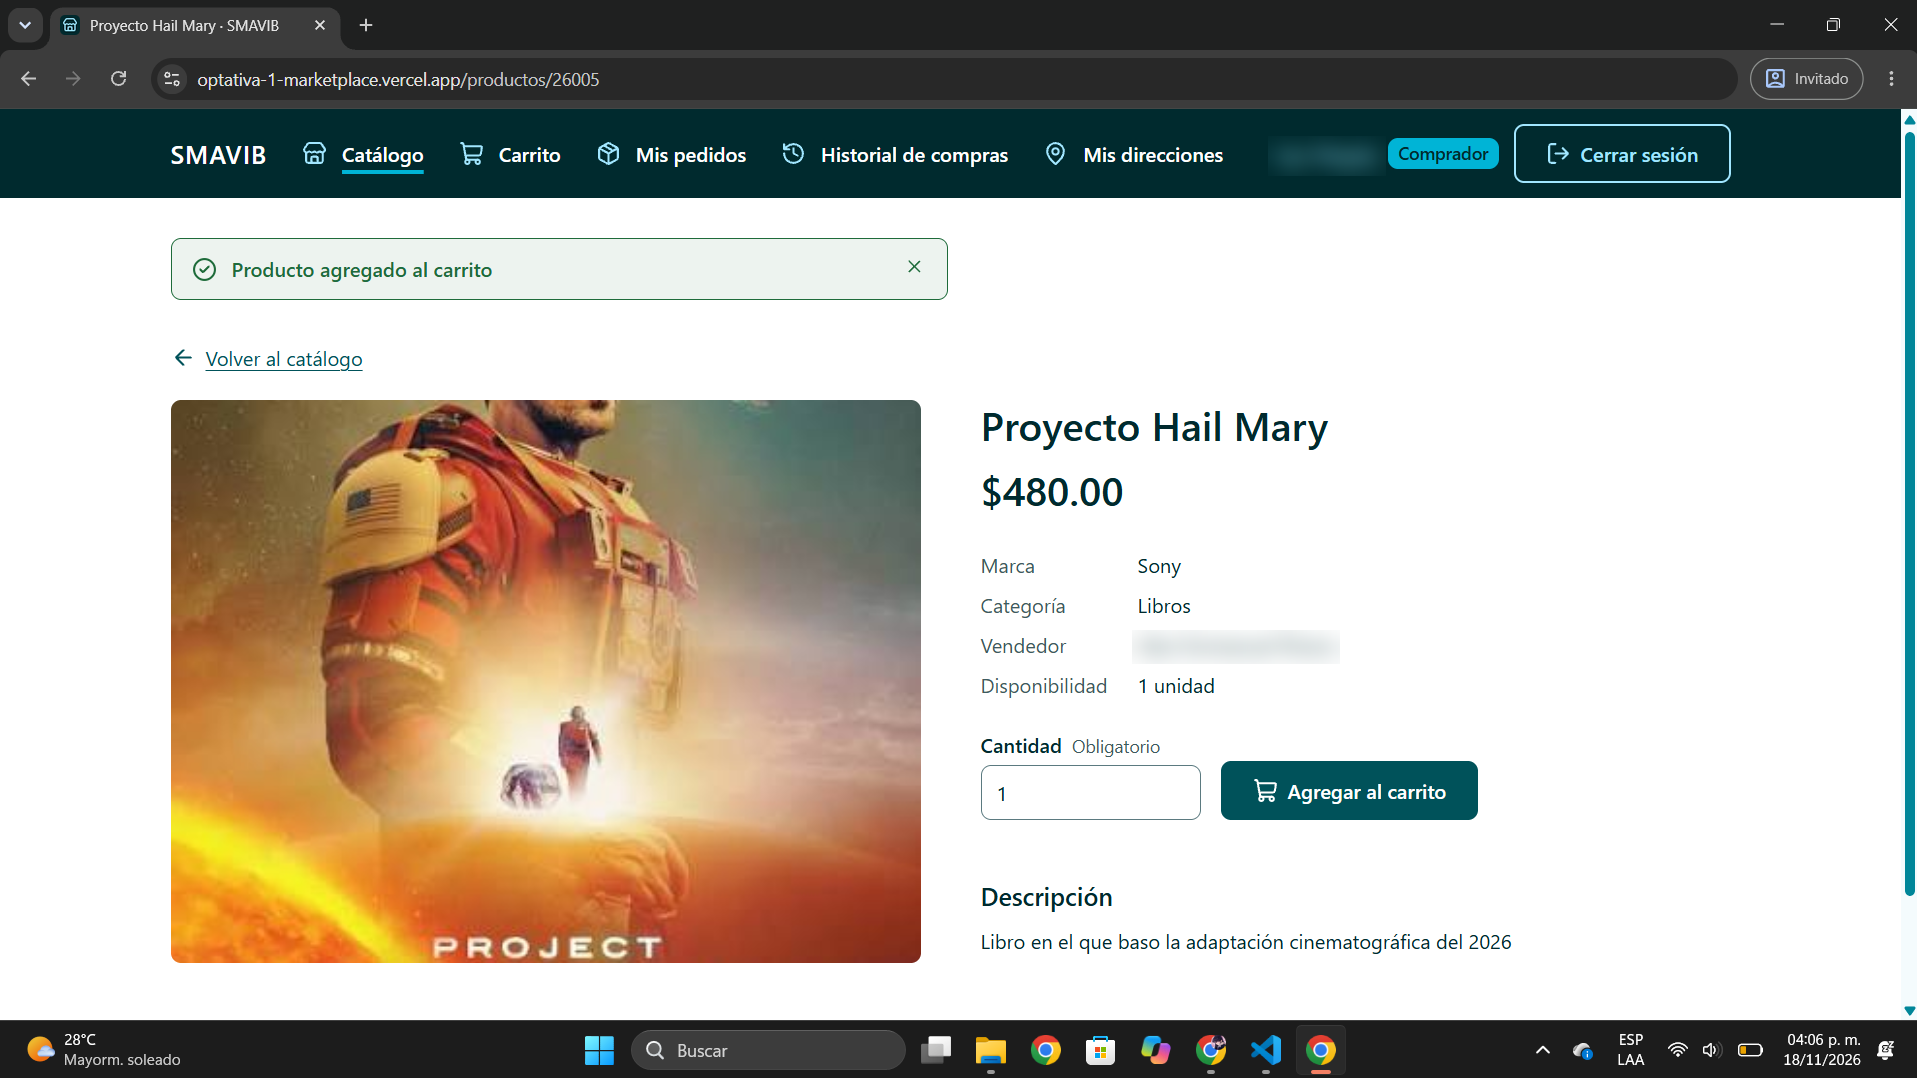 Proyecto Hail Mary · SMAVIB
optativa-1-marketplace.vercel.app/productos/26005
Invitado
SMAVIB
Catálogo
Carrito
Mis pedidos
Historial de compras
Mis direcciones
Comprador
Cerrar sesión
Producto agregado al carrito
Volver al catálogo
PROJECT
Proyecto Hail Mary
$480.00
Marca Sony
Categoría Libros
Vendedor
Disponibilidad 1 unidad
Cantidad Obligatorio
1
Agregar al carrito
Descripción
Libro en el que baso la adaptación cinematográfica del 2026
28°C
Mayorm. soleado
Buscar
ESP
LAA
04:06 p. m.
18/11/2026